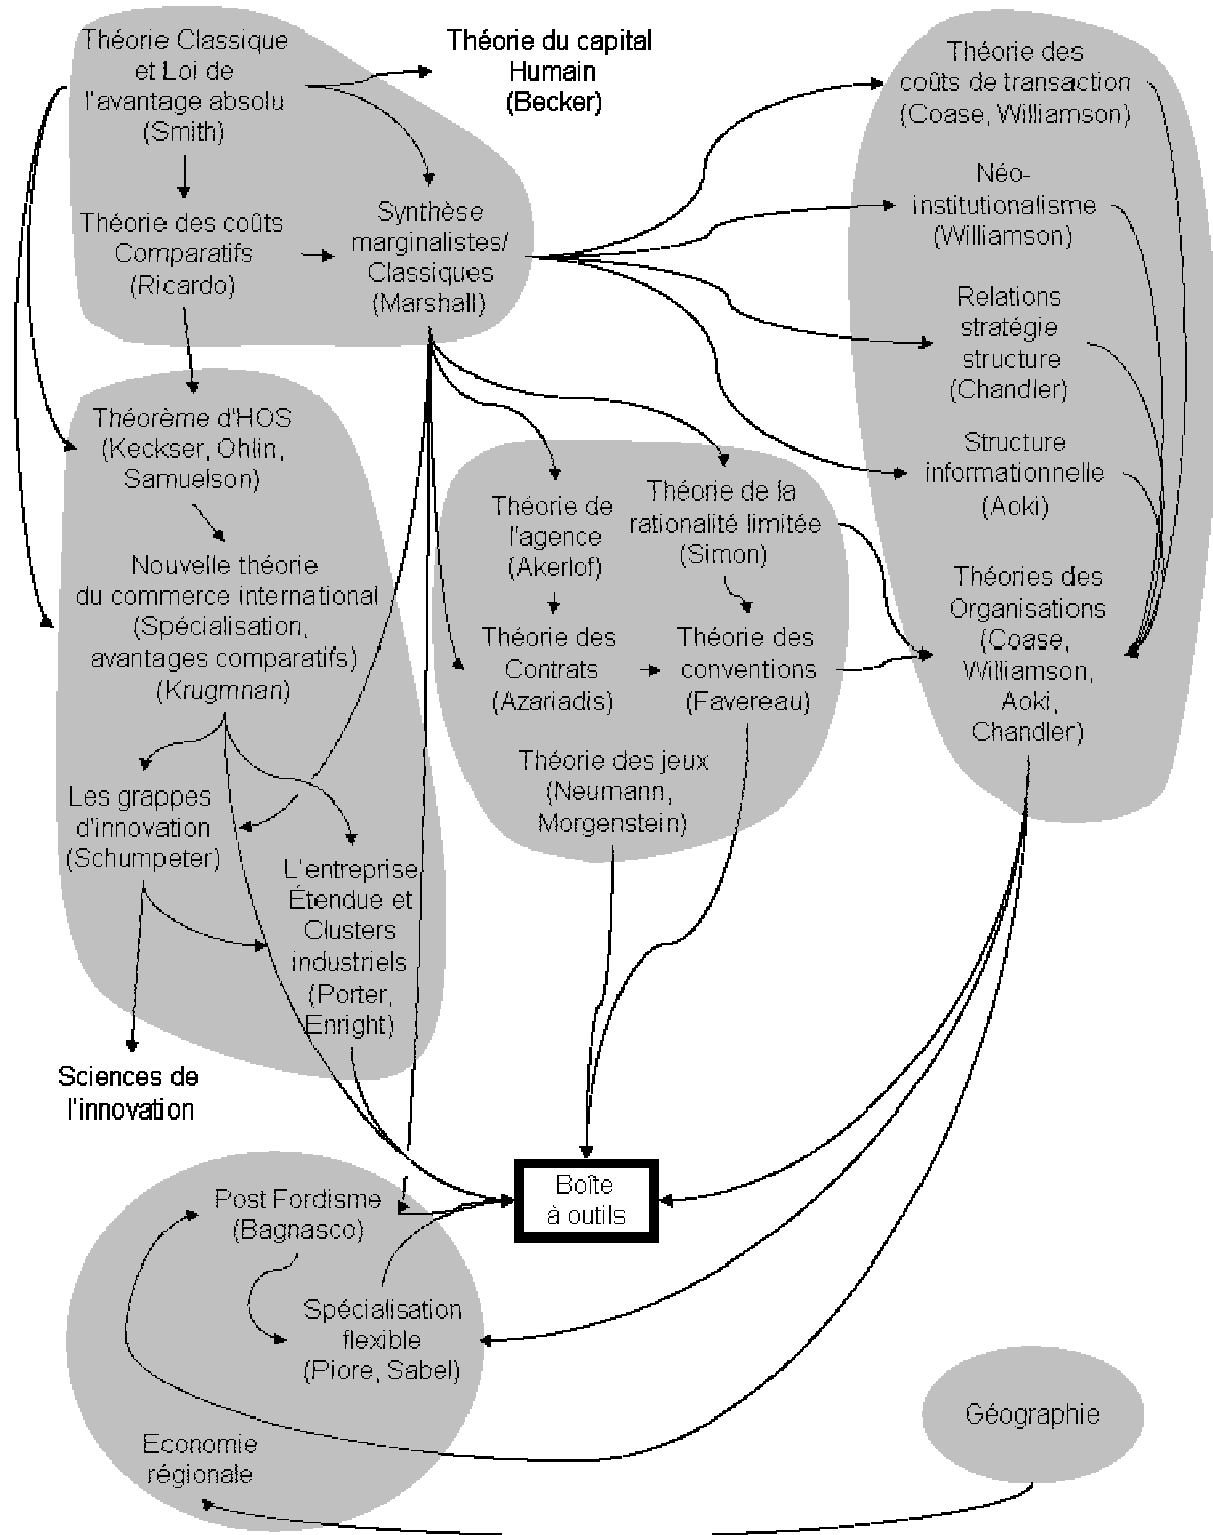 Théorie Classique
et Loi de
l'avantage absolu
(Smith)
Théorie du capital
Humain
(Becker)
Théorie des
coûts de transaction
(Coase, Williamson)
Théorie des coûts
Comparatifs
(Ricardo)
Synthèse
marginalistes/
Classiques
(Marshall)
Néo-
institutionalisme
(Williamson)
Relations
stratégie
structure
(Chandler)
Théorème d'HOS
(Keckser, Ohlin,
Samuelson)
Structure
informationnelle
(Aoki)
Théorie de
l'agence
(Akerlof)
Théorie de la
rationalité limitée
(Simon)
Nouvelle théorie
du commerce international
(Spécialisation,
avantages comparatifs)
(Krugmnan)
Théorie des
Contrats
(Azariadis)
Théorie des
conventions
(Favereau)
Théories des
Organisations
(Coase,
Williamson,
Aoki,
Chandler)
Théorie des jeux
(Neumann,
Morgenstein)
Les grappes
d'innovation
(Schumpeter)
L'entreprise
Étendue et
Clusters
industriels
(Porter,
Enright)
Sciences de
l'innovation
Post Fordisme
(Bagnasco)
Boîte
à outils
Spécialisation
flexible
(Piore, Sabel)
Economie
régionale
Géographie